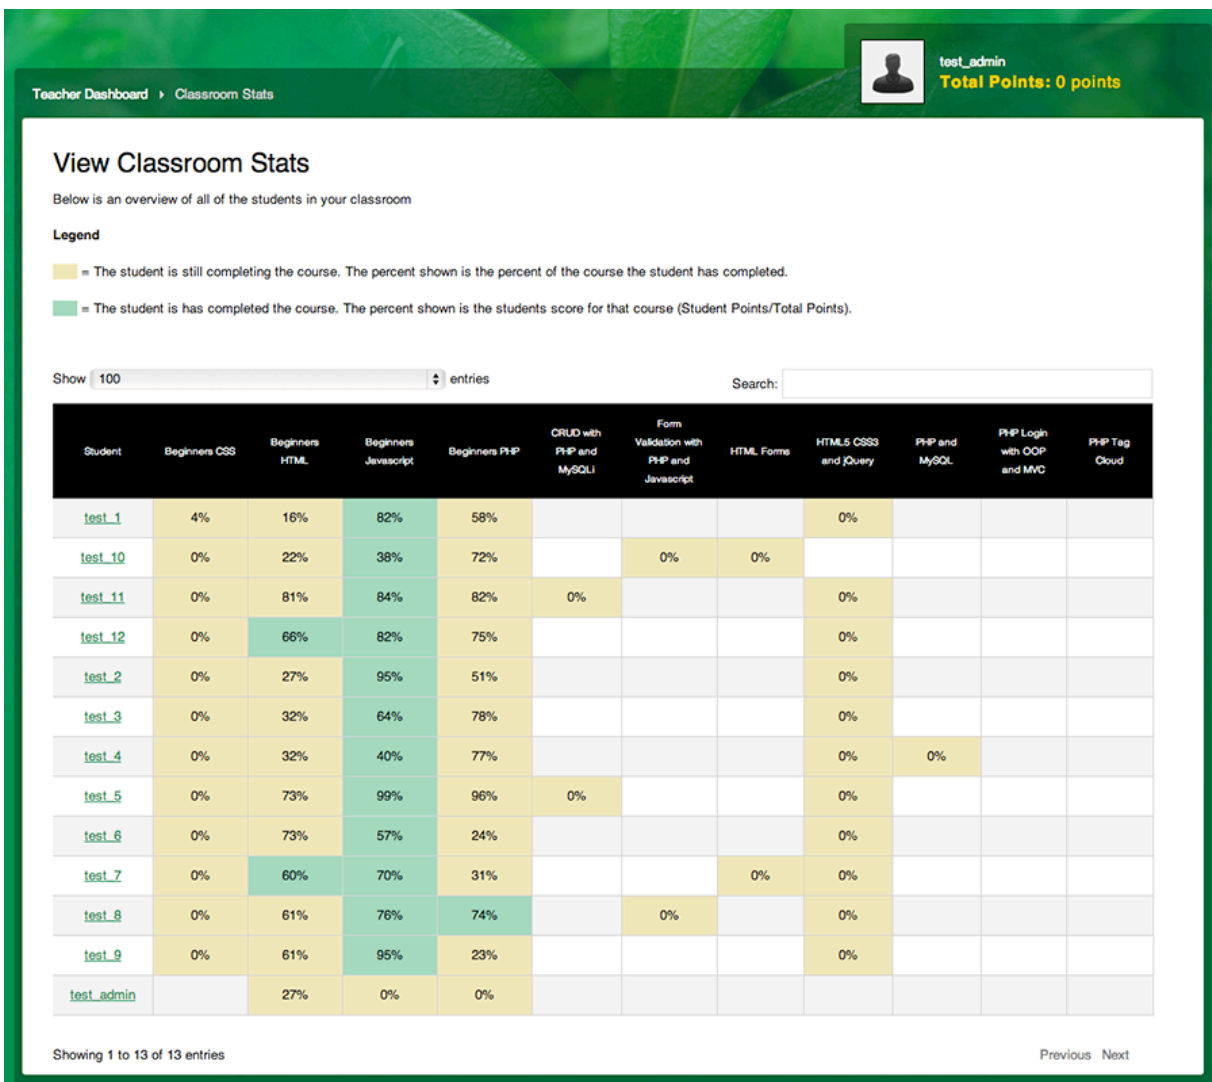 test_admin
Total Points: 0 points
Teacher Dashboard › Classroom Stats
View Classroom Stats
Below is an overview of all of the students in your classroom
Legend
= The student is still completing the course. The percent shown is the percent of the course the student has completed.
= The student is has completed the course. The percent shown is the students score for that course (Student Points/Total Points).
Show 100 entries
Search:
Student Beginners CSS Beginners HTML Beginners Javascript Beginners PHP CRUD with PHP and MySQLi Form Validation with PHP and Javascript HTML Forms HTML5 CSS3 and jQuery PHP and MySQL PHP Login with OOP and MVC PHP Tag Cloud
test_1 4% 16% 82% 58% 0%
test_10 0% 22% 38% 72% 0% 0%
test_11 0% 81% 84% 82% 0% 0%
test_12 0% 66% 82% 75% 0%
test_2 0% 27% 95% 51% 0%
test_3 0% 32% 64% 78% 0%
test_4 0% 32% 40% 77% 0% 0%
test_5 0% 73% 99% 96% 0% 0%
test_6 0% 73% 57% 24% 0%
test_7 0% 60% 70% 31% 0% 0%
test_8 0% 61% 76% 74% 0% 0%
test_9 0% 61% 95% 23% 0%
test_admin 27% 0% 0%
Showing 1 to 13 of 13 entries
Previous Next